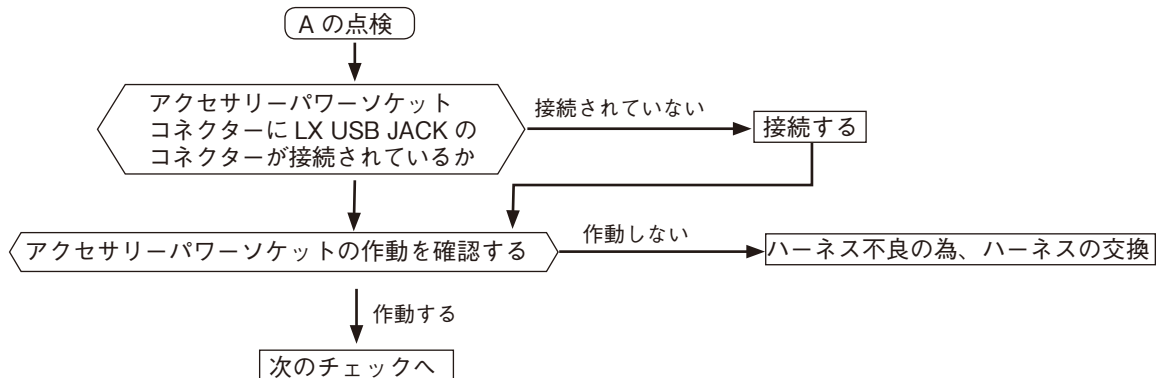 A の点検
アクセサリーパワーソケット
コネクターに LX USB JACK の
コネクターが接続されているか
接続されていない
接続する
アクセサリーパワーソケットの作動を確認する
作動しない
ハーネス不良の為、ハーネスの交換
作動する
次のチェックへ